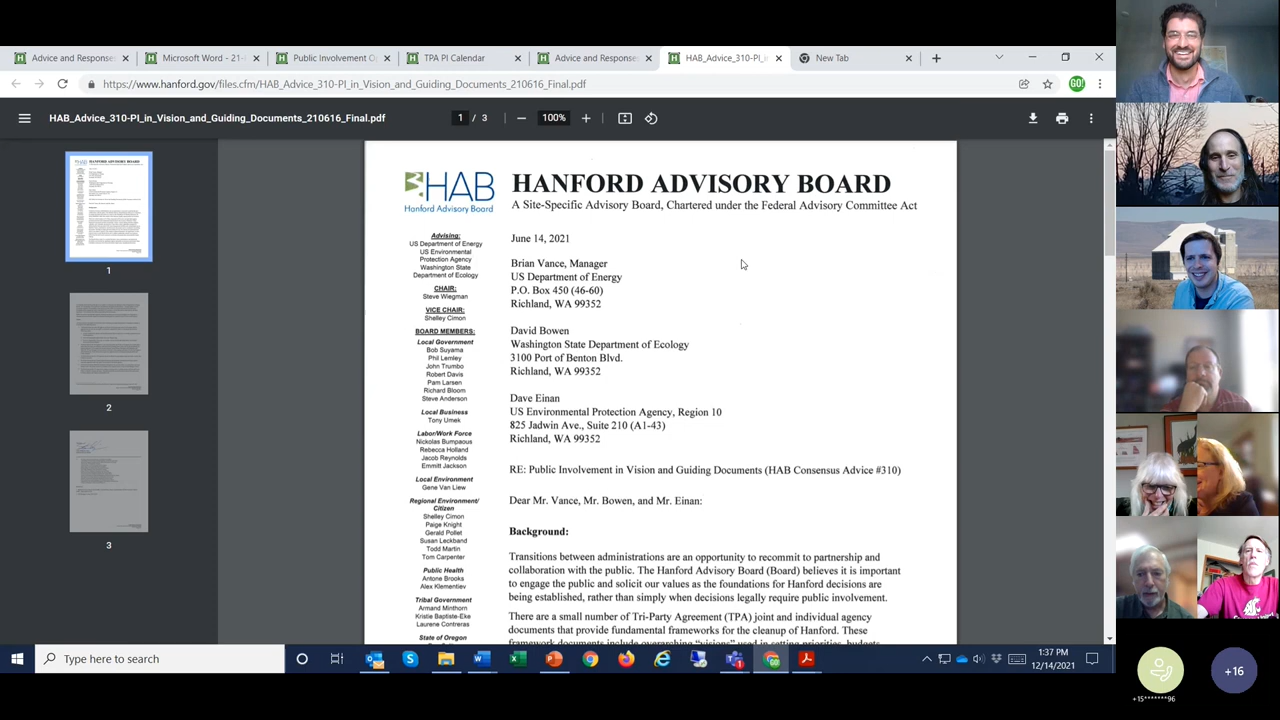 Advice and Response
Microsoft Word - 21-
Public Involvement O
TPA PI Calendar
Advice and Response
HAB_Advice_310-PI_i
New Tab
https://www.hanford.gov/files.cfm/HAB_Advice_310-PI_in_Vision_and_Guiding_Documents_210616_Final.pdf
GO!
HAB_Advice_310-PI_in_Vision_and_Guiding_Documents_210616_Final.pdf
1 / 3
100%
1
2
3
HAB
Hanford Advisory Board
HANFORD ADVISORY BOARD
A Site-Specific Advisory Board, Chartered under the Federal Advisory Committee Act
Advising:
US Department of Energy
US Environmental
Protection Agency
Washington State
Department of Ecology
CHAIR:
Steve Wiegman
VICE CHAIR:
Shelley Cimon
BOARD MEMBERS:
Local Government
Bob Suyama
Phil Lemley
John Trumbo
Robert Davis
Pam Larsen
Richard Bloom
Steve Anderson
Local Business
Tony Umek
Labor/Work Force
Nickolas Bumpaous
Rebecca Holland
Jacob Reynolds
Emmitt Jackson
Local Environment
Gene Van Liew
Regional Environment/
Citizen
Shelley Cimon
Paige Knight
Gerald Pollet
Susan Leckband
Todd Martin
Tom Carpenter
Public Health
Antone Brooks
Alex Klementiev
Tribal Government
Armand Minthorn
Kristie Baptiste-Eke
Laurene Contreras
State of Oregon
June 14, 2021
Brian Vance, Manager
US Department of Energy
P.O. Box 450 (46-60)
Richland, WA 99352
David Bowen
Washington State Department of Ecology
3100 Port of Benton Blvd.
Richland, WA 99352
Dave Einan
US Environmental Protection Agency, Region 10
825 Jadwin Ave., Suite 210 (A1-43)
Richland, WA 99352
RE: Public Involvement in Vision and Guiding Documents (HAB Consensus Advice #310)
Dear Mr. Vance, Mr. Bowen, and Mr. Einan:
Background:
Transitions between administrations are an opportunity to recommit to partnership and
collaboration with the public. The Hanford Advisory Board (Board) believes it is important
to engage the public and solicit our values as the foundations for Hanford decisions are
being established, rather than simply when decisions legally require public involvement.
There are a small number of Tri-Party Agreement (TPA) joint and individual agency
documents that provide fundamental frameworks for the cleanup of Hanford. These
framework documents include overarching "visions" used in setting priorities, budgets
Type here to search
1:37 PM
12/14/2021
+15*******96
+16